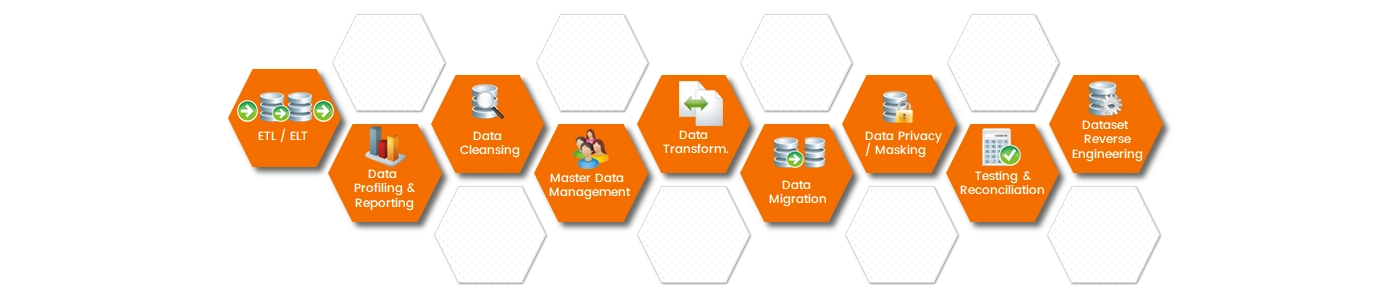 ETL / ELT
Data
Profiling &
Reporting
Data
Cleansing
Master Data
Management
Data
Transform.
Data
Migration
Data Privacy
/ Masking
Testing &
Reconciliation
Dataset
Reverse
Engineering